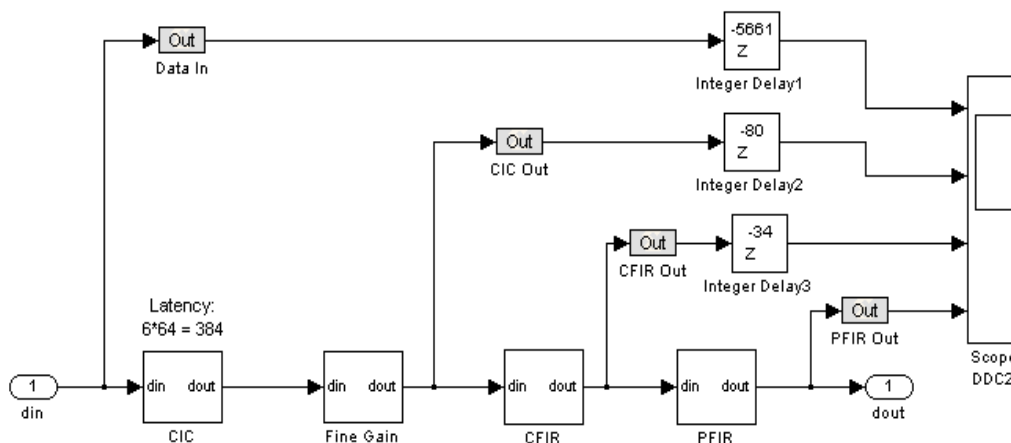 Out
Data In
-5661
Z
Integer Delay1
Out
CIC Out
-80
Z
Integer Delay2
Out
CFIR Out
-34
Z
Integer Delay3
Out
PFIR Out
Scope
DDC2
Latency:
6*64 = 384
1
din
din dout
CIC
din dout
Fine Gain
din dout
CFIR
din dout
PFIR
1
dout